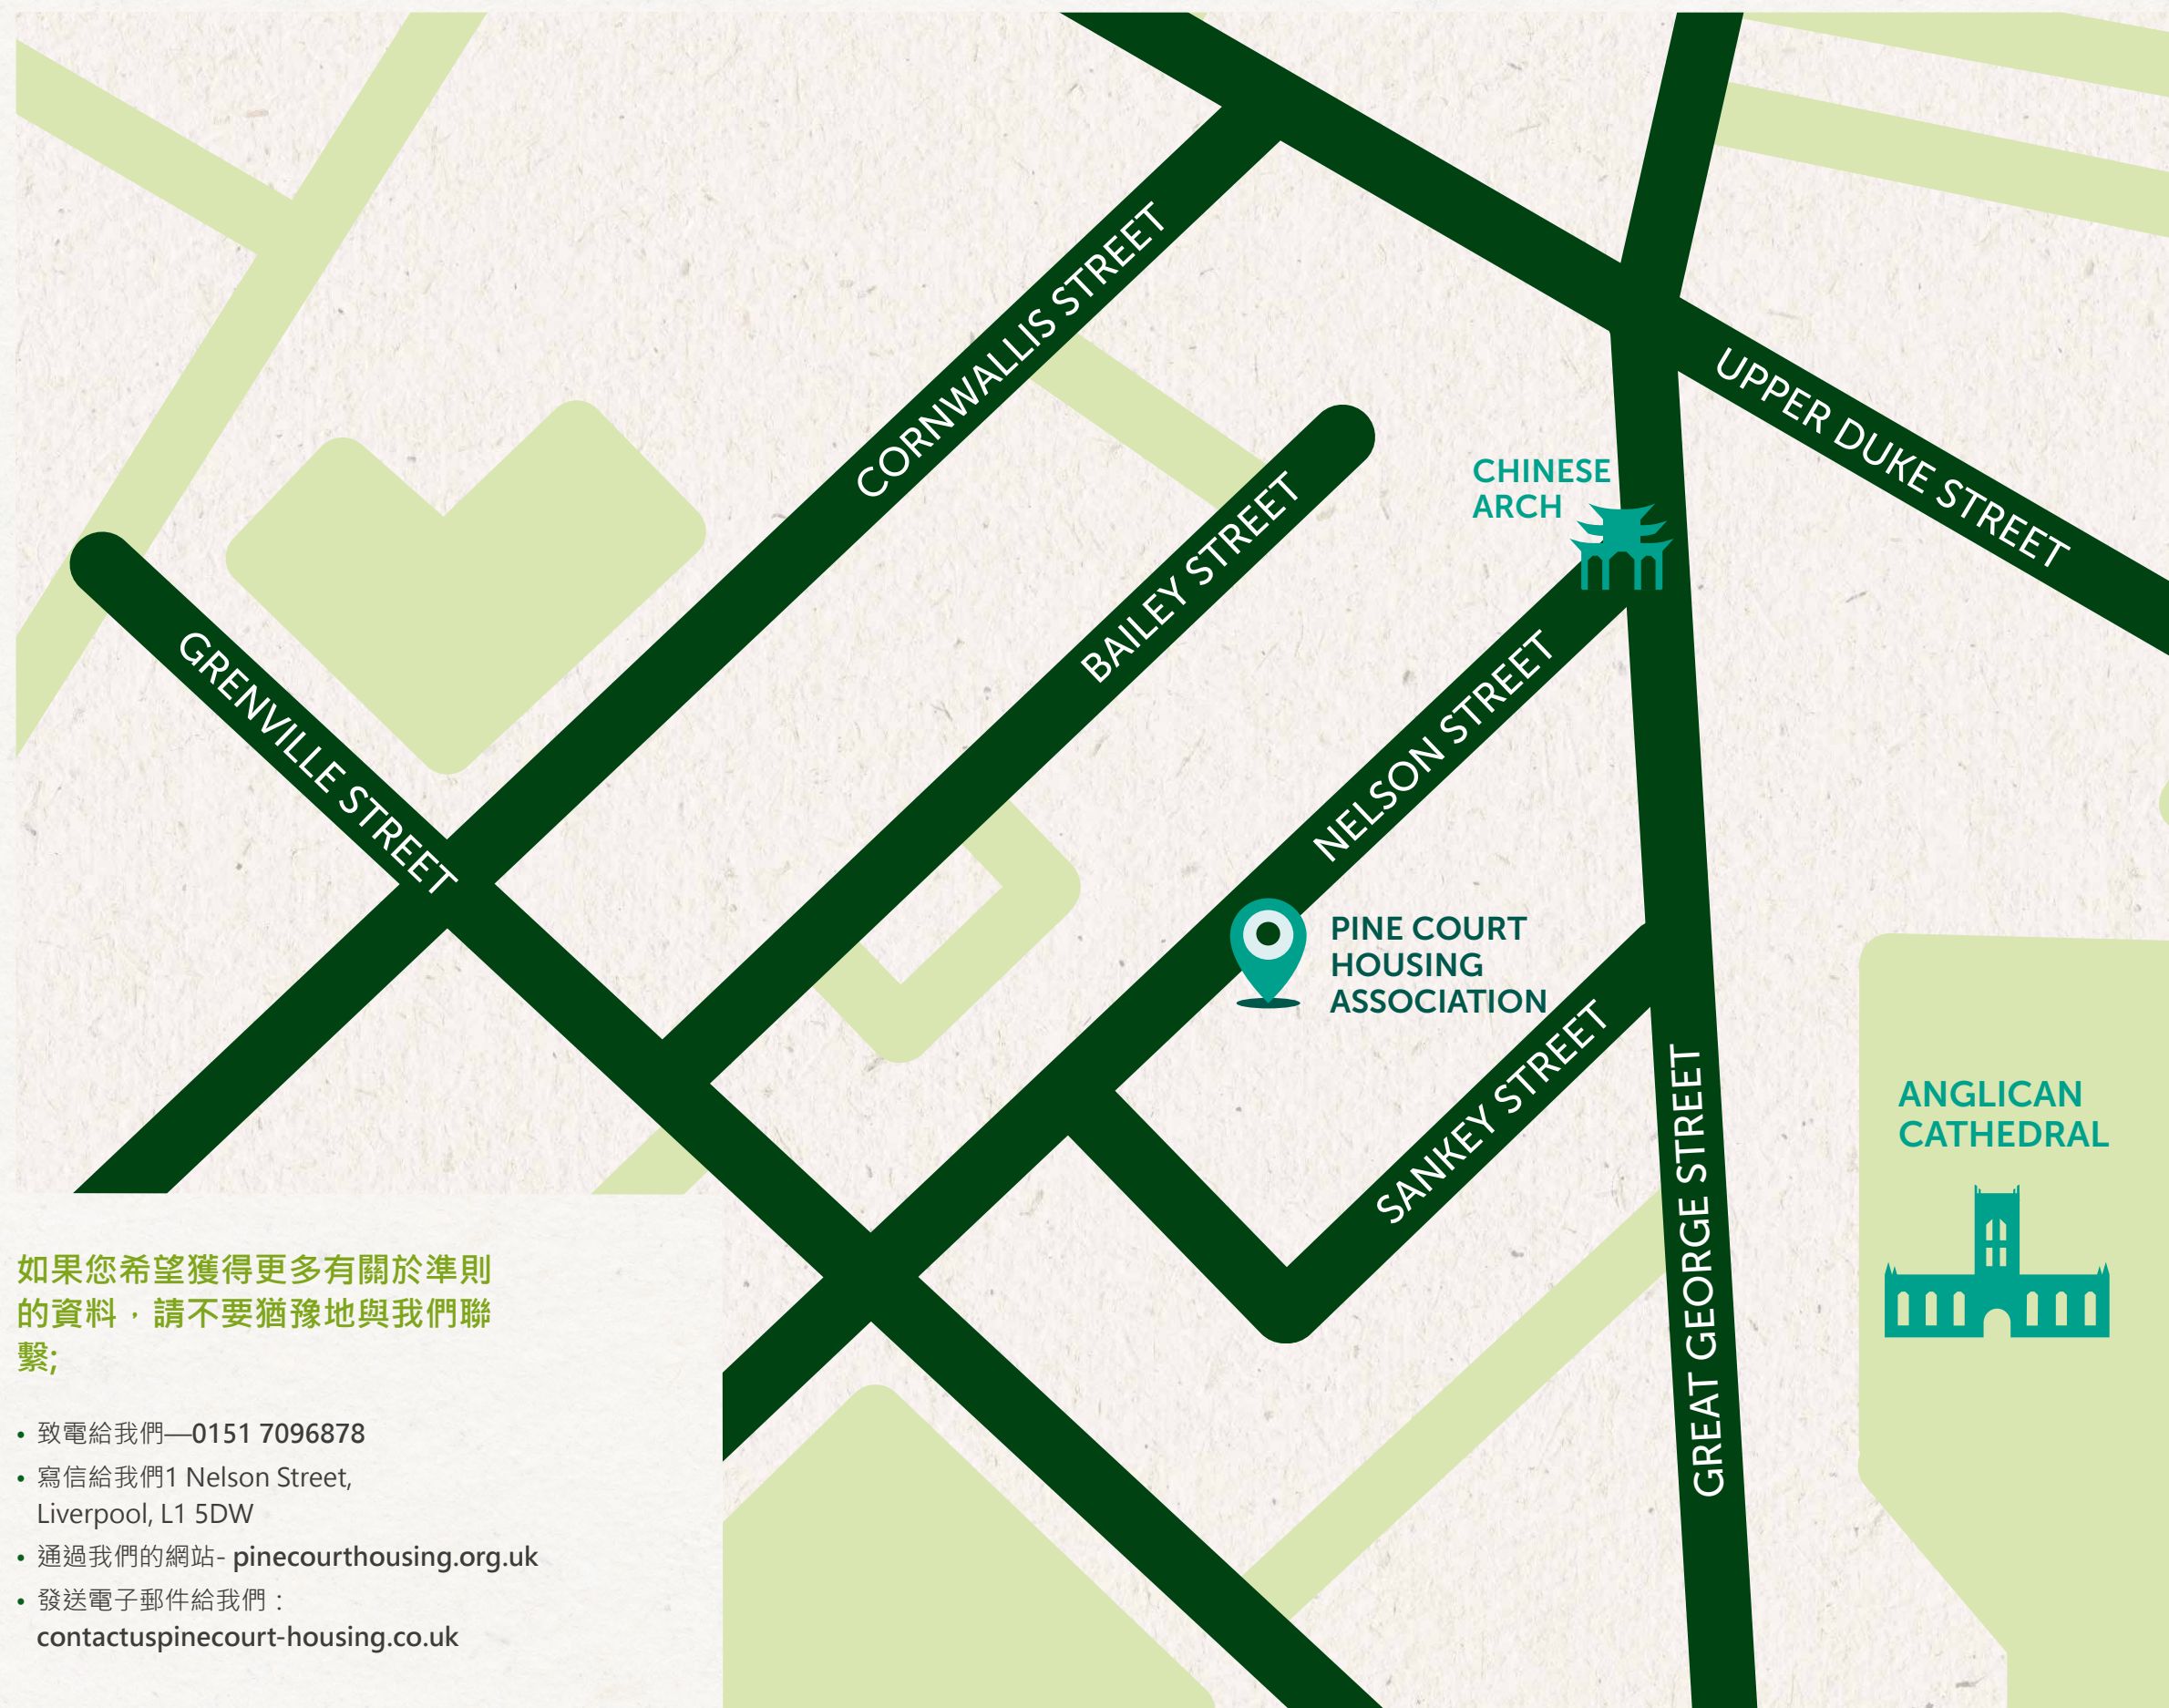 CORNWALLIS STREET
UPPER DUKE STREET
CHINESE
ARCH
BAILEY STREET
GRENVILLE STREET
NELSON STREET
PINE COURT
HOUSING
ASSOCIATION
SANKEY STREET
GREAT GEORGE STREET
ANGLICAN
CATHEDRAL
如果您希望獲得更多有關於準則
的資料，請不要猶豫地與我們聯
繫;
• 致電給我們—0151 7096878
• 寫信給我們1 Nelson Street,
Liverpool, L1 5DW
• 通過我們的網站- pinecourthousing.org.uk
• 發送電子郵件給我們：
contactuspinecourt-housing.co.uk